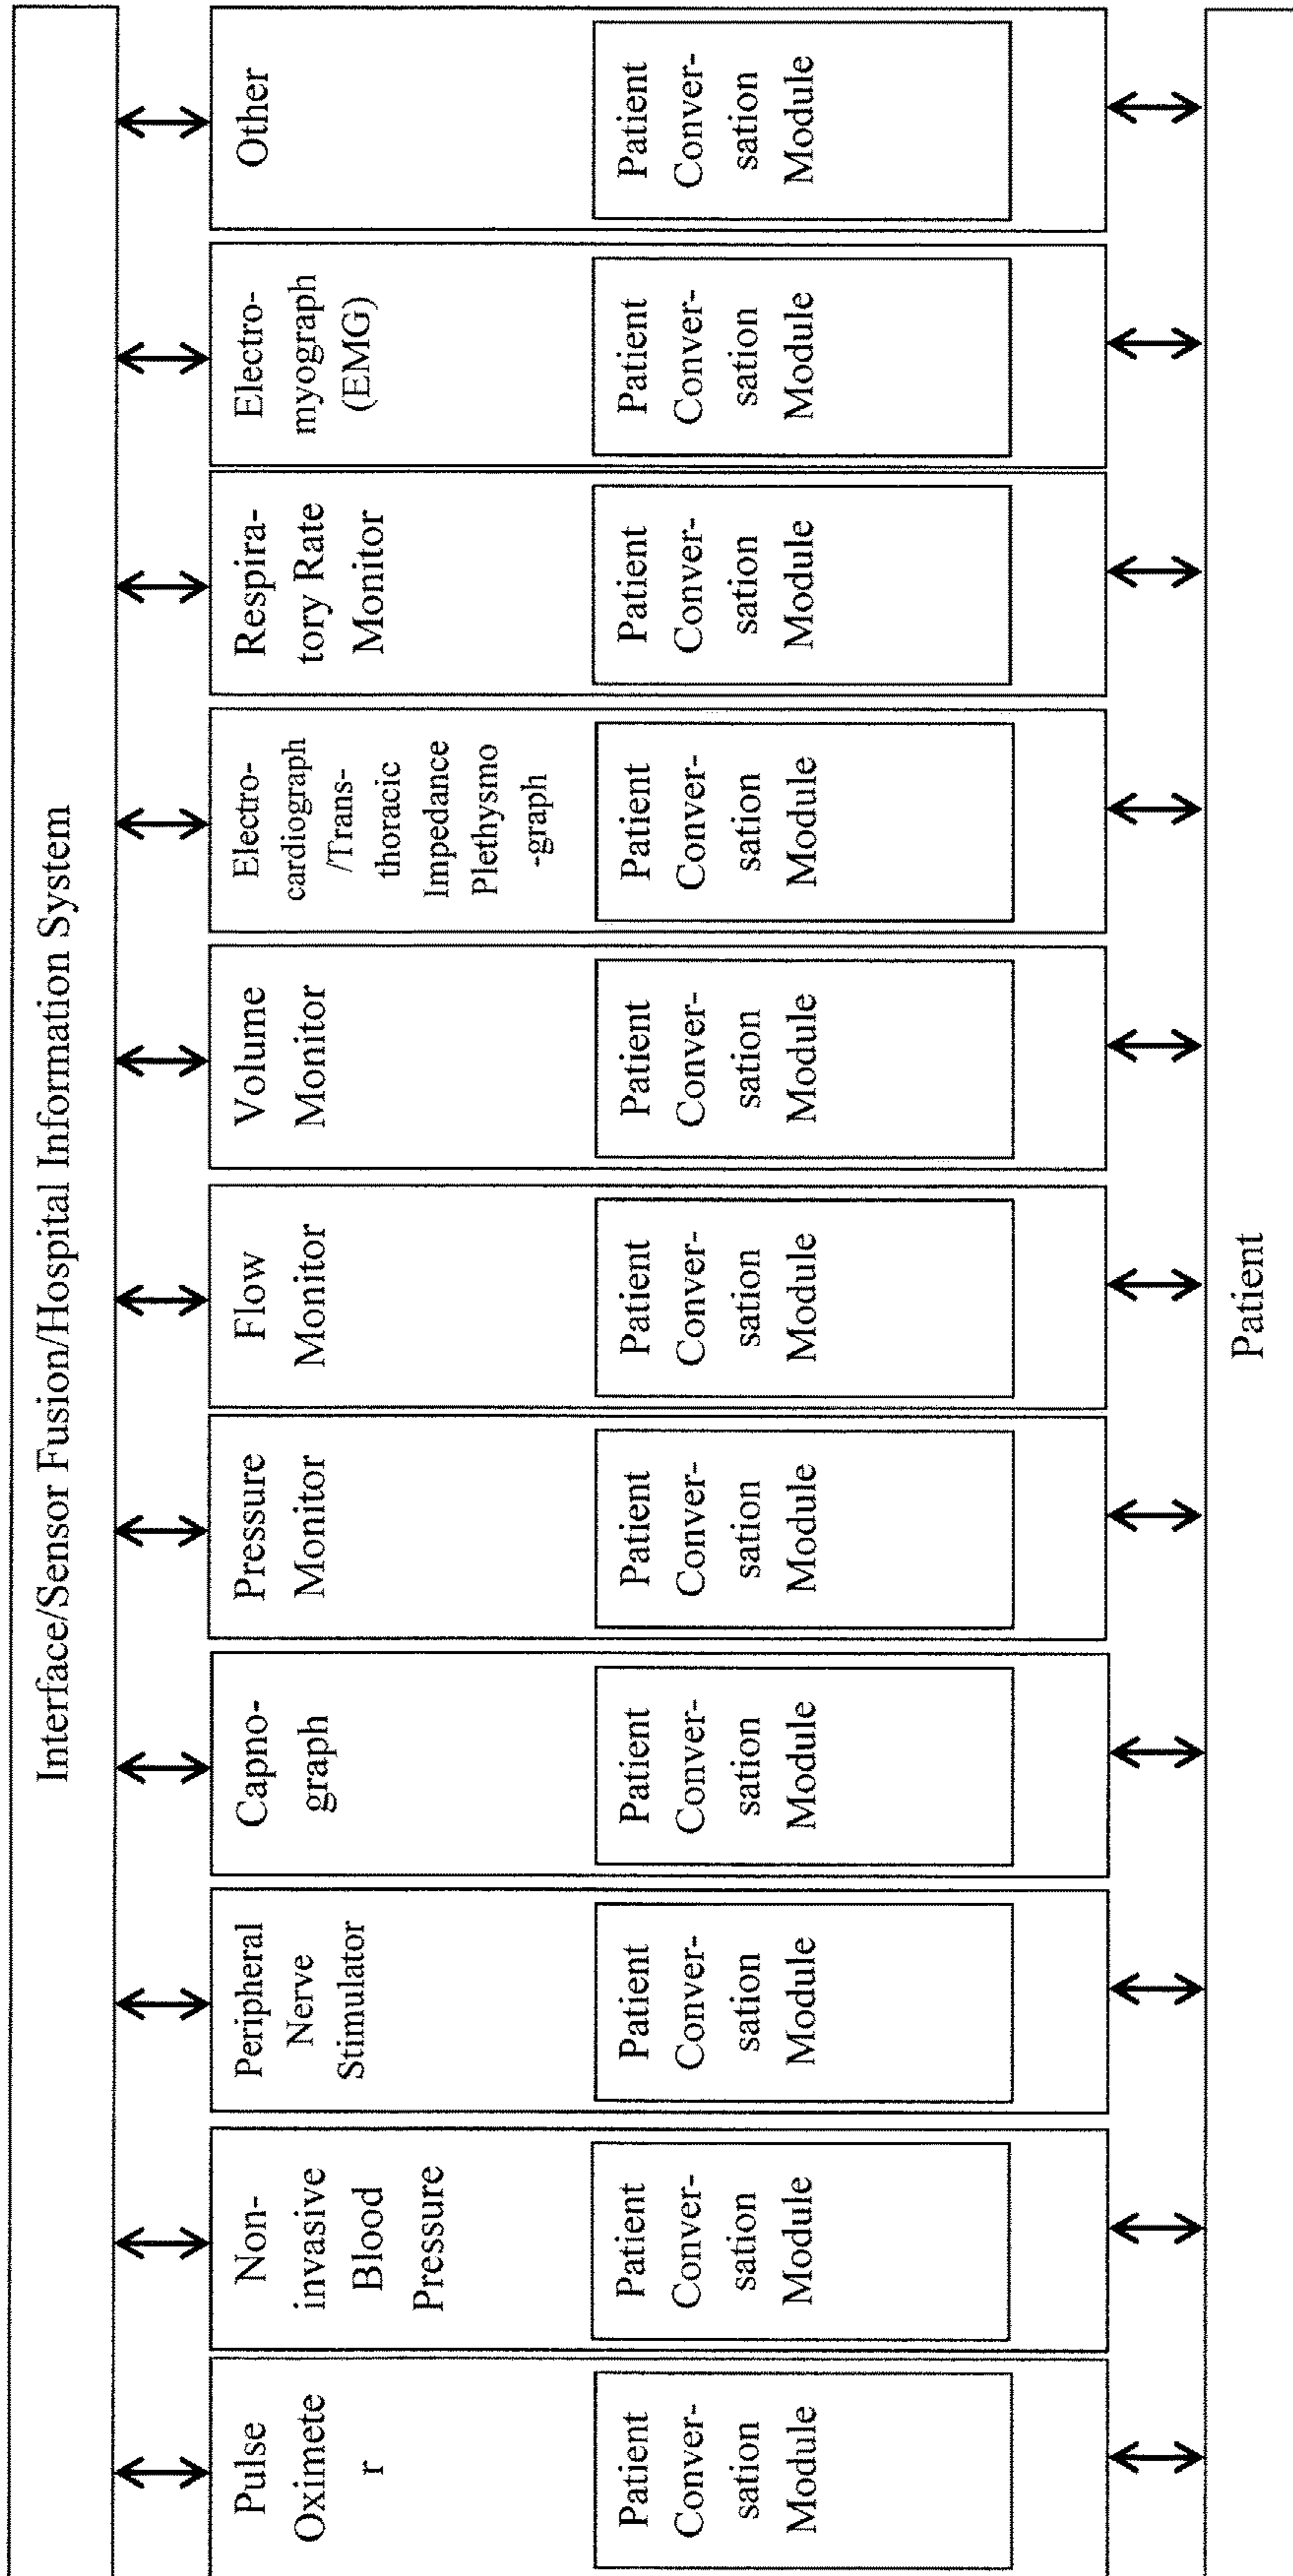 Interface/Sensor Fusion/Hospital Information System
Pulse
Oximete
r
Patient
Conver-
sation
Module
Non-
invasive
Blood
Pressure
Patient
Conver-
sation
Module
Peripheral
Nerve
Stimulator
Patient
Conver-
sation
Module
Capno-
graph
Patient
Conver-
sation
Module
Pressure
Monitor
Patient
Conver-
sation
Module
Flow
Monitor
Patient
Conver-
sation
Module
Volume
Monitor
Patient
Conver-
sation
Module
Electro-
cardiograph
/Trans-
thoracic
Impedance
Plethysmo
-graph
Patient
Conver-
sation
Module
Respira-
tory Rate
Monitor
Patient
Conver-
sation
Module
Electro-
myograph
(EMG)
Patient
Conver-
sation
Module
Other
Patient
Conver-
sation
Module
Patient